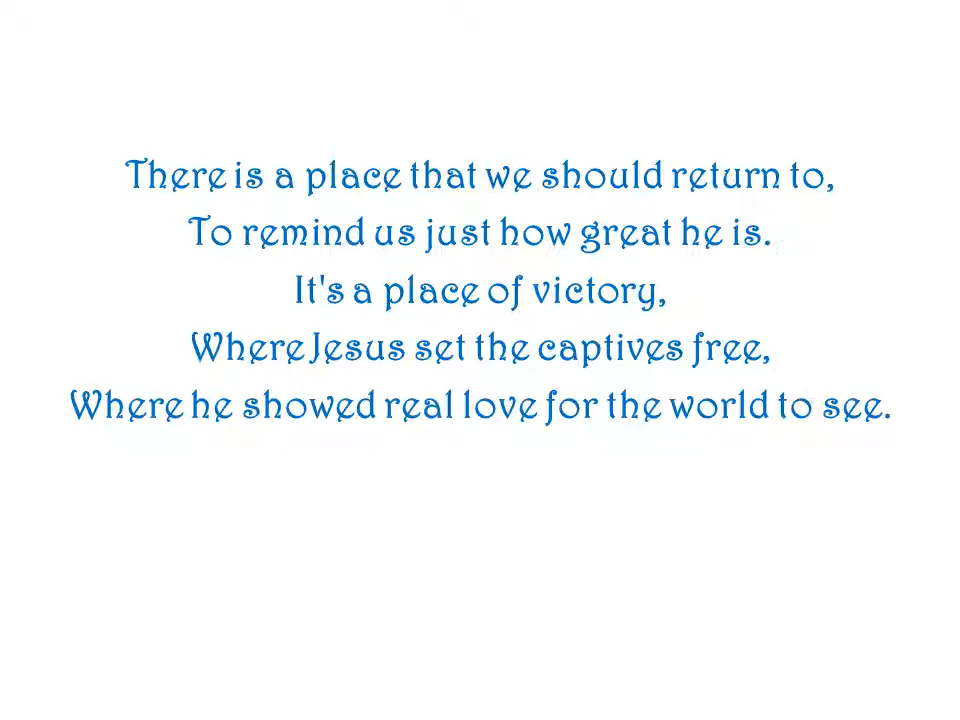 There is a place that we should return to,
To remind us just how great he is.
It's a place of victory,
Where Jesus set the captives free,
Where he showed real love for the world to see.